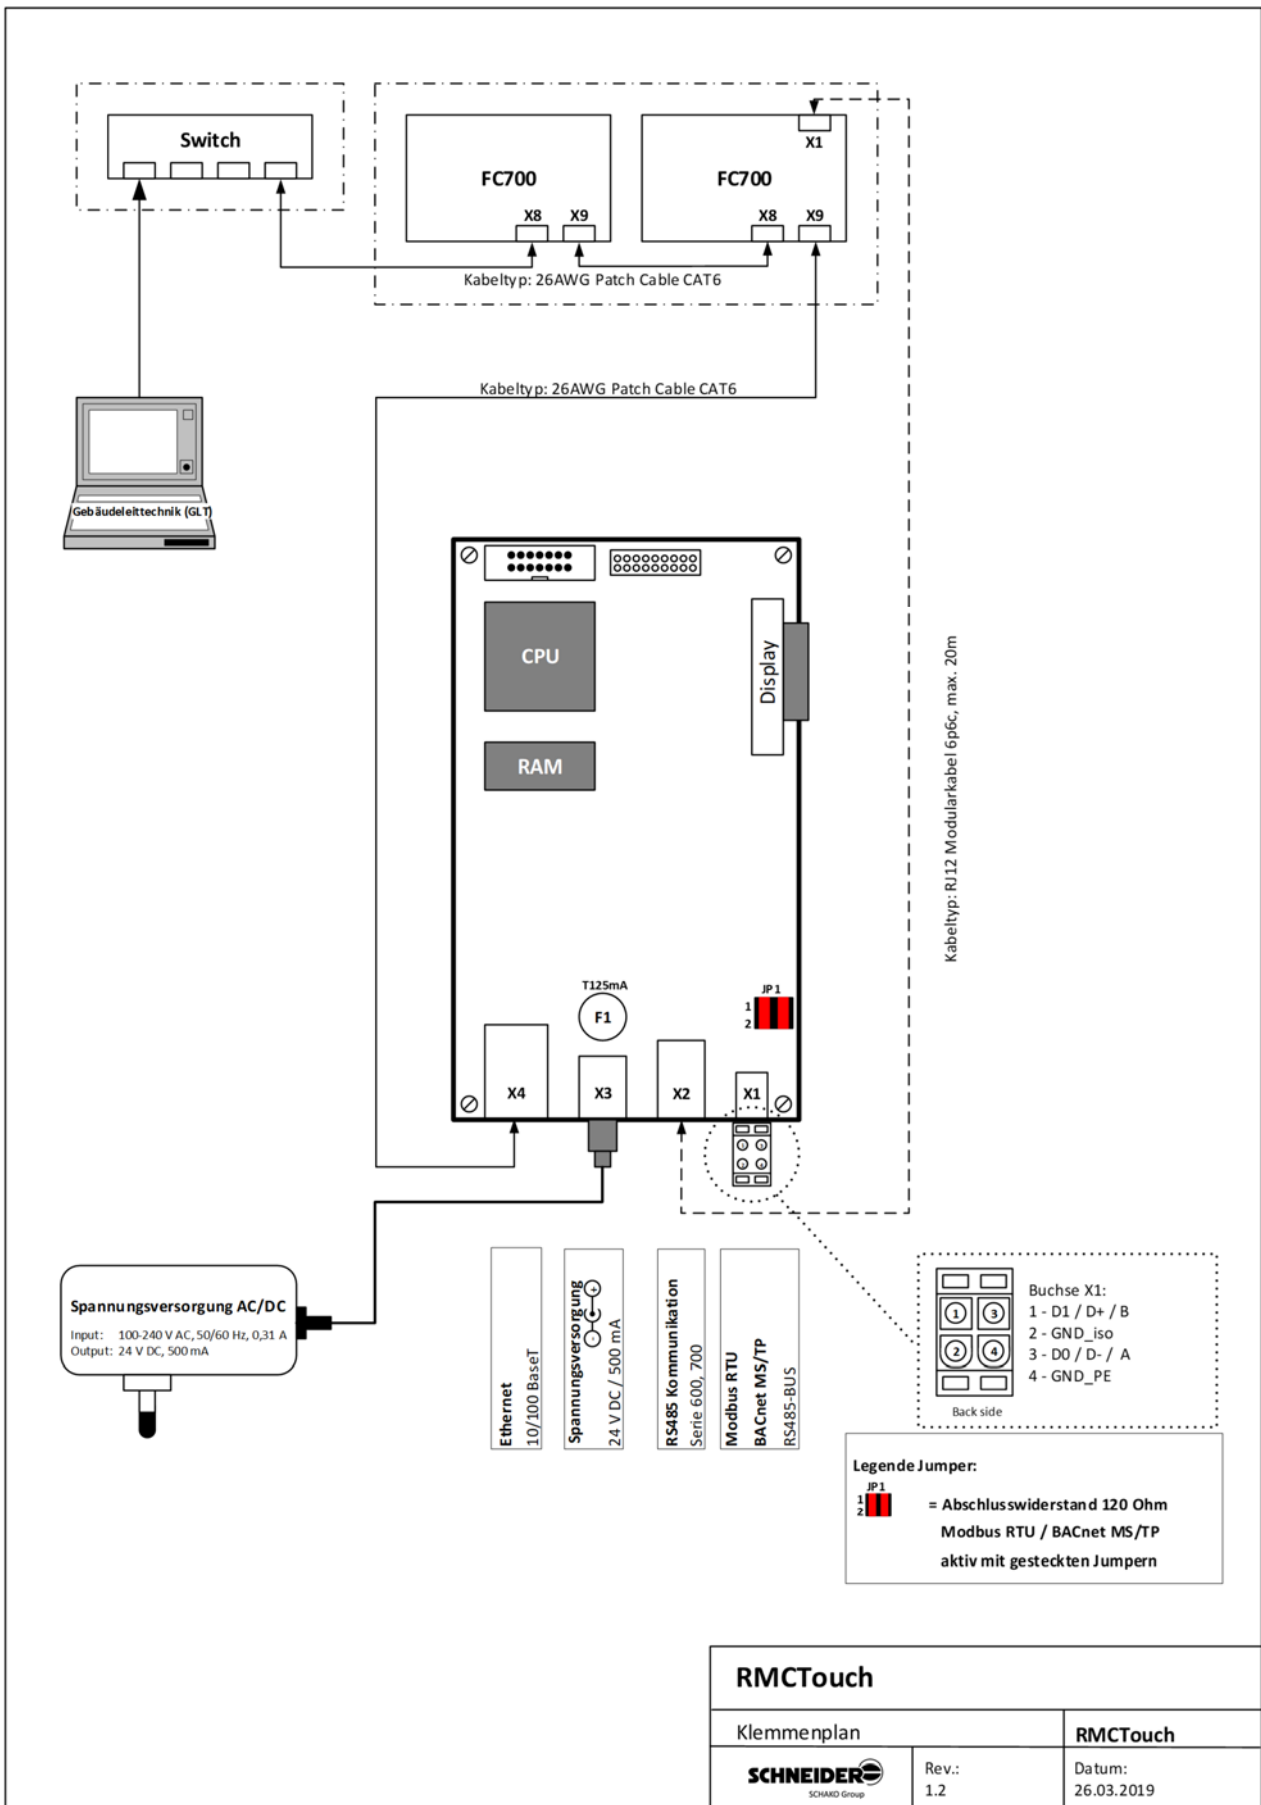 Switch
X1
FC700
FC700
X8
X9
X8
X9
Kabeltyp: 26AWG Patch Cable CAT6
Kabeltyp: 26AWG Patch Cable CAT6
Gebäudeleittechnik (GLT)
CPU
Display
RAM
Kabeltyp: RJ12 Modularkabel 6p6c, max. 20m
T125mA
F1
JP1
1
2
X4
X3
X2
X1
Spannungsversorgung AC/DC
Input: 100-240 V AC, 50/60 Hz, 0,31 A
Output: 24 V DC, 500 mA
Ethernet
10/100 BaseT
Spannungsversorgung
24 V DC / 500 mA
RS485 Kommunikation
Serie 600, 700
Modbus RTU
BACnet MS/TP
RS485-BUS
1
3
2
4
Back side
Buchse X1:
1 - D1 / D+ / B
2 - GND_iso
3 - D0 / D- / A
4 - GND_PE
Legende Jumper:
JP1
1
2
= Abschlusswiderstand 120 Ohm
Modbus RTU / BACnet MS/TP
aktiv mit gesteckten Jumpern
RMCTouch
Klemmenplan
RMCTouch
SCHNEIDER
SCHAKO Group
Rev.:
1.2
Datum:
26.03.2019